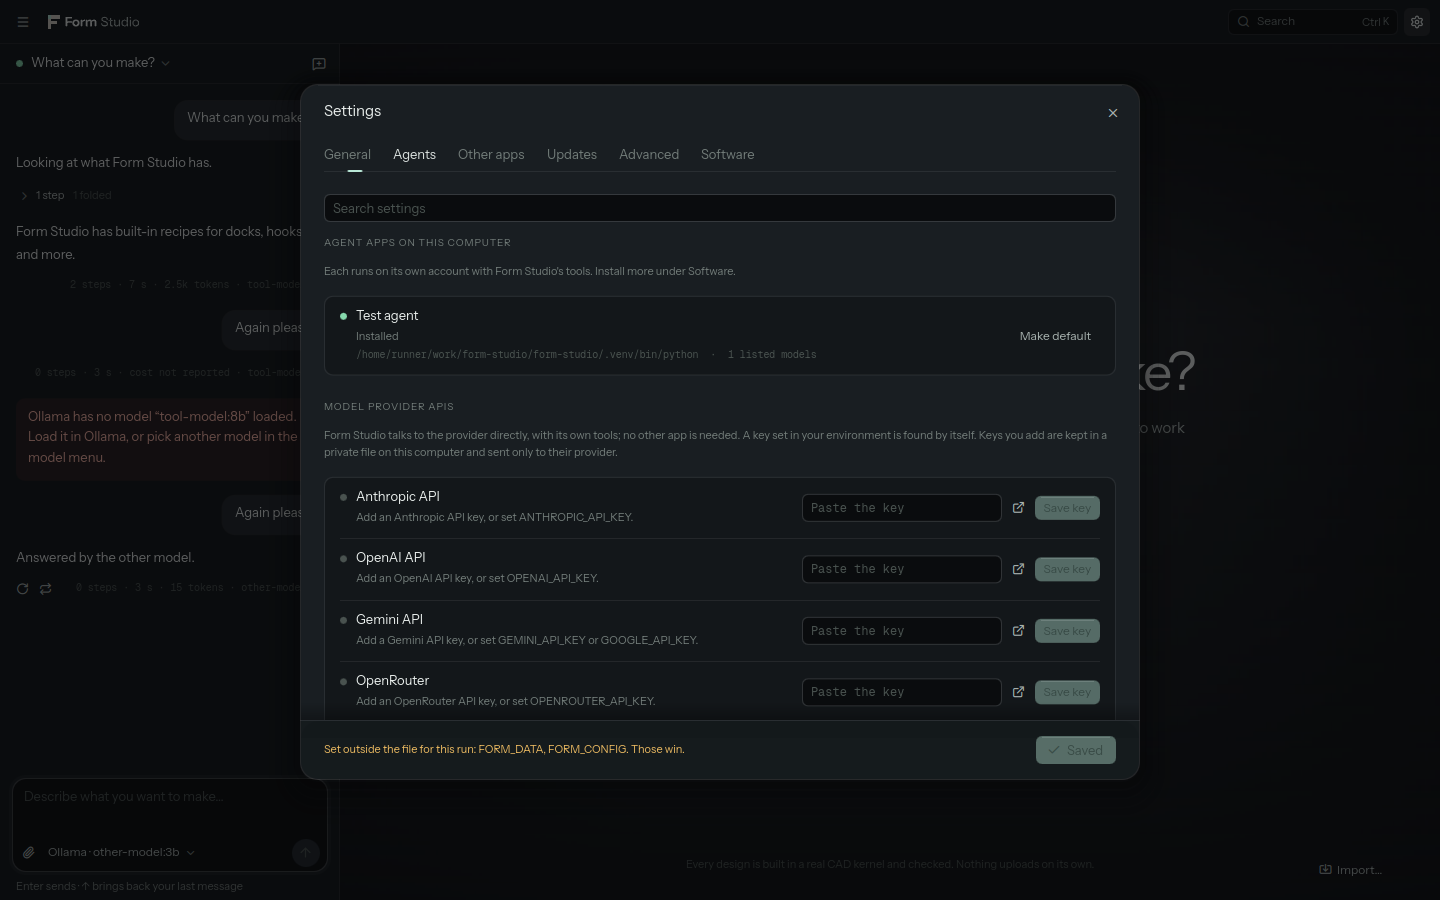 Form Studio
Search
Ctrl K
What can you make?
What can you make
Looking at what Form Studio has.
1 step 1 folded
Form Studio has built-in recipes for docks, hooks
and more.
2 steps · 7 s · 2.5k tokens · tool-mode
Again pleas
0 steps · 3 s · cost not reported · tool-mode
Ollama has no model “tool-model:8b” loaded.
Load it in Ollama, or pick another model in the
model menu.
Again pleas
Answered by the other model.
0 steps · 3 s · 15 tokens · other-mode
Describe what you want to make...
Ollama · other-model:3b
Enter sends · ↑ brings back your last message
Settings
General Agents Other apps Updates Advanced Software
Search settings
AGENT APPS ON THIS COMPUTER
Each runs on its own account with Form Studio's tools. Install more under Software.
Test agent
Installed
Make default
/home/runner/work/form-studio/form-studio/.venv/bin/python · 1 listed models
MODEL PROVIDER APIS
Form Studio talks to the provider directly, with its own tools; no other app is needed. A key set in your environment is found by itself. Keys you add are kept in a
private file on this computer and sent only to their provider.
Anthropic API
Add an Anthropic API key, or set ANTHROPIC_API_KEY.
Paste the key
Save key
OpenAI API
Add an OpenAI API key, or set OPENAI_API_KEY.
Paste the key
Save key
Gemini API
Add a Gemini API key, or set GEMINI_API_KEY or GOOGLE_API_KEY.
Paste the key
Save key
OpenRouter
Add an OpenRouter API key, or set OPENROUTER_API_KEY.
Paste the key
Save key
Set outside the file for this run: FORM_DATA, FORM_CONFIG. Those win.
Saved
ke?
o work
Every design is built in a real CAD kernel and checked. Nothing uploads on its own.
Import...